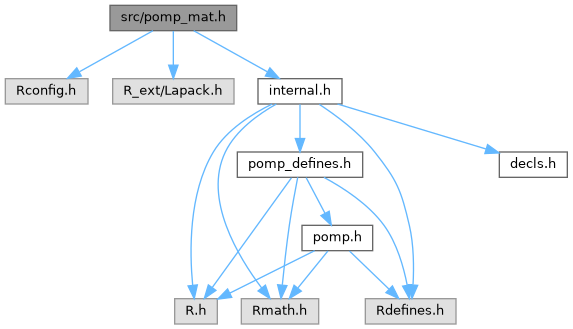 src/pomp_mat.h
Rconfig.h
R_ext/Lapack.h
internal.h
pomp_defines.h
decls.h
pomp.h
R.h
Rmath.h
Rdefines.h